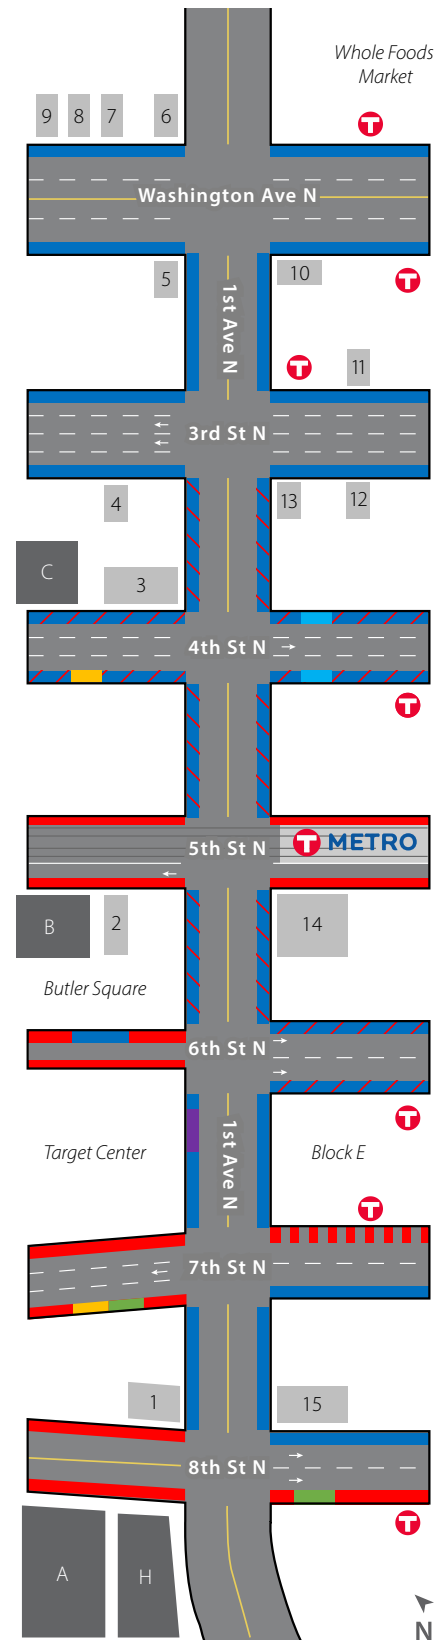 Whole Foods
Market
9 8 7 6
T
Washington Ave N
5
10
T
1st Ave N
T
11
3rd St N
4
13
12
C
3
4th St N
T
5th St N
T METRO
B
2
14
Butler Square
6th St N
T
Target Center
1st Ave N
Block E
T
7th St N
1
15
8th St N
T
A
H
N